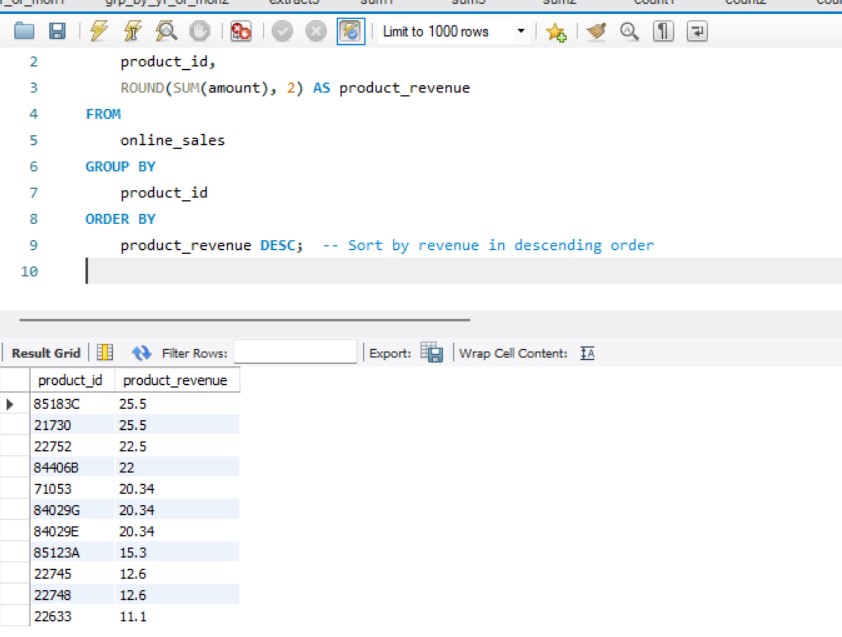 grp_by_yr_or_mon2 extract3 sum1 sum3 sum2 count1 count2
Limit to 1000 rows
2 product_id,
3 ROUND(SUM(amount), 2) AS product_revenue
4 FROM
5 online_sales
6 GROUP BY
7 product_id
8 ORDER BY
9 product_revenue DESC; -- Sort by revenue in descending order
10
Result Grid Filter Rows: Export: Wrap Cell Content: IA
product_id product_revenue
85183C 25.5
21730 25.5
22752 22.5
84406B 22
71053 20.34
84029G 20.34
84029E 20.34
85123A 15.3
22745 12.6
22748 12.6
22633 11.1